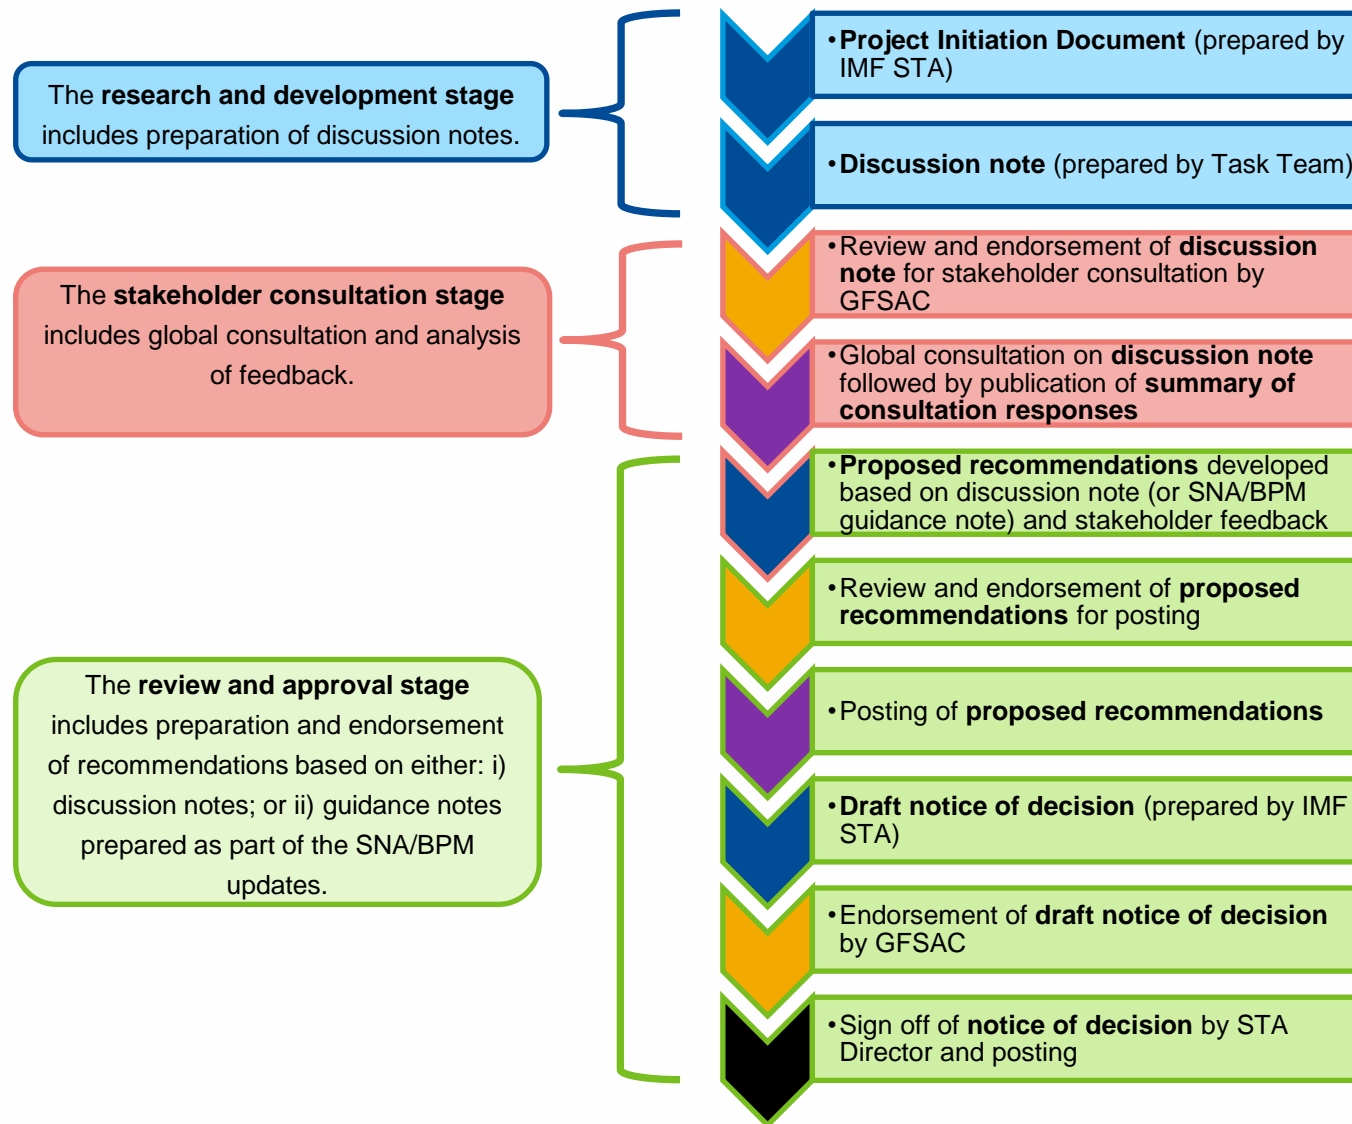 The research and development stage
includes preparation of discussion notes.
•Project Initiation Document (prepared by
IMF STA)
•Discussion note (prepared by Task Team)
The stakeholder consultation stage
includes global consultation and analysis
of feedback.
•Review and endorsement of discussion
note for stakeholder consultation by
GFSAC
•Global consultation on discussion note
followed by publication of summary of
consultation responses
The review and approval stage
includes preparation and endorsement
of recommendations based on either: i)
discussion notes; or ii) guidance notes
prepared as part of the SNA/BPM
updates.
•Proposed recommendations developed
based on discussion note (or SNA/BPM
guidance note) and stakeholder feedback
•Review and endorsement of proposed
recommendations for posting
•Posting of proposed recommendations
•Draft notice of decision (prepared by IMF
STA)
•Endorsement of draft notice of decision
by GFSAC
•Sign off of notice of decision by STA
Director and posting